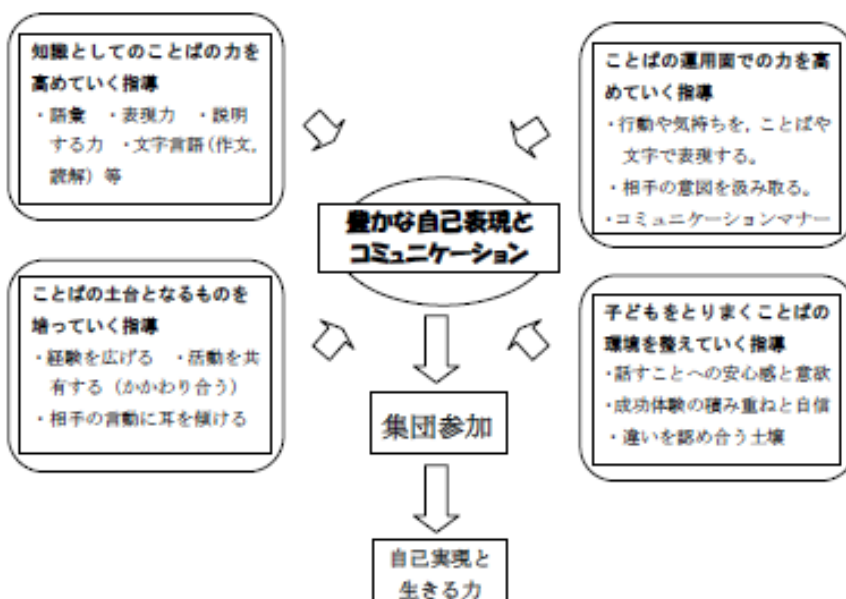 知識としてのことばの力を
高めていく指導
・語彙 ・表現力 ・説明
する力 ・文字言語(作文,
読解) 等
ことばの運用面での力を高
めていく指導
・行動や気持ちを, ことばや
文字で表現する。
・相手の意図を汲み取る。
・コミュニケーションマナー
豊かな自己表現と
コミュニケーション
ことばの土台となるものを
培っていく指導
・経験を広げる ・活動を共
有する (かかわり合う)
・相手の言動に耳を傾ける
子どもをとりまくことばの
環境を整えていく指導
・話すことへの安心感と意欲
・成功体験の積み重ねと自信
・違いを認め合う土壌
集団参加
自己実現と
生きる力